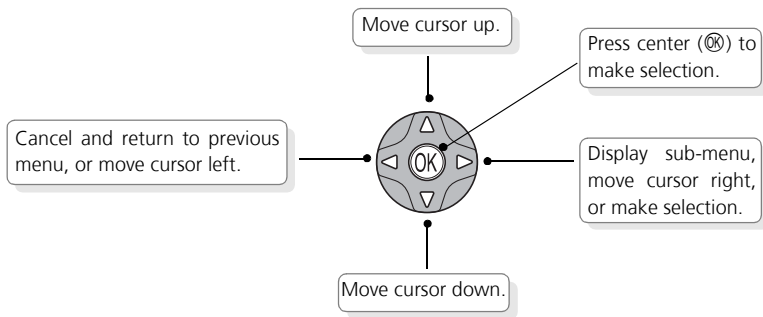 Move cursor up.
Press center (OK) to
make selection.
Cancel and return to previous
menu, or move cursor left.
OK
Display sub-menu,
move cursor right,
or make selection.
Move cursor down.